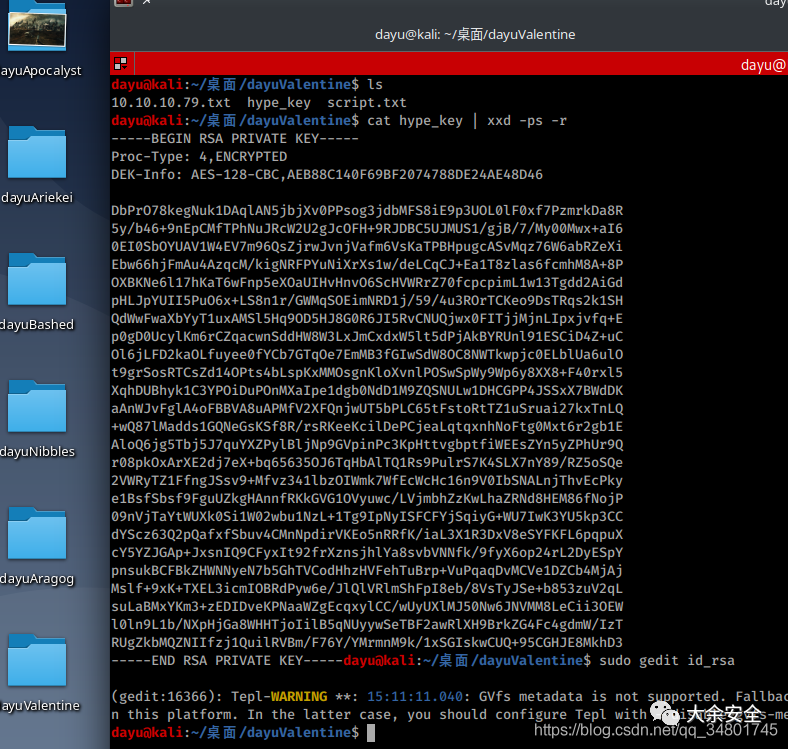 dayu
dayu@kali: ~/桌面/dayuValentine
dayu@
ayuApocalyst
dayuAriekei
dayuBashed
dayuNibbles
dayuAragog
ayuValentine
dayu@kali:~/桌面/dayuValentine$ ls
10.10.10.79.txt  hype_key  script.txt
dayu@kali:~/桌面/dayuValentine$ cat hype_key | xxd -ps -r
-----BEGIN RSA PRIVATE KEY-----
Proc-Type: 4,ENCRYPTED
DEK-Info: AES-128-CBC,AEB88C140F69BF2074788DE24AE48D46

DbPrO78kegNuk1DAqlAN5jbjXv0PPsog3jdbMFS8iE9p3UOL0lF0xf7PzmrkDa8R
5y/b46+9nEpCMfTPhNuJRcW2U2gJcOFH+9RJDBC5UJMUS1/gjB/7/My00Mwx+aI6
0EI0SbOYUAV1W4EV7m96QsZjrwJvnjVafm6VsKaTPBHpugcASvMqz76W6abRZeXi
Ebw66hjFmAu4AzqcM/kigNRFPYuNiXrXs1w/deLCqCJ+Ea1T8zlas6fcmhM8A+8P
OXBKNe6l17hKaT6wFnp5eXOaUIHvHnvO6ScHVWRrZ70fcpcpimL1w13Tgdd2AiGd
pHLJpYUII5PuO6x+LS8n1r/GWMqSOEimNRD1j/59/4u3ROrTCKeo9DsTRqs2k1SH
QdWwFwaXbYyT1uxAMSl5Hq9OD5HJ8G0R6JI5RvCNUQjwx0FITjjMjnLIpxjvfq+E
p0gD0UcylKm6rCZqacwnSddHW8W3LxJmCxdxW5lt5dPjAkBYRUnl91ESCiD4Z+uC
Ol6jLFD2kaOLfuyee0fYCb7GTqOe7EmMB3fGIwSdW8OC8NWTkwpjc0ELblUa6ulO
t9grSosRTCsZd14OPts4bLspKxMMOsgnKloXvnlPOSwSpWy9Wp6y8XX8+F40rxl5
XqhDUBhyk1C3YPOiDuPOnMXaIpe1dgb0NdD1M9ZQSNULw1DHCGPP4JSSxX7BWdDK
aAnWJvFglA4oFBBVA8uAPMfV2XFQnjwUT5bPLC65tFstoRtTZ1uSruai27kxTnLQ
+wQ87lMadds1GQNeGsKSf8R/rsRKeeKcilDePCjeaLqtqxnhNoFtg0Mxt6r2gb1E
AloQ6jg5Tbj5J7quYXZPylBljNp9GVpinPc3KpHttvgbptfiWEEsZYn5yZPhUr9Q
r08pkOxArXE2dj7eX+bq65635OJ6TqHbAlTQ1Rs9PulrS7K4SLX7nY89/RZ5oSQe
2VWRyTZ1FfngJSsv9+Mfvz341lbzOIWmk7WfEcWcHc16n9V0IbSNALnjThvEcPky
e1BsfSbsf9FguUZkgHAnnfRKkGVG1OVyuwc/LVjmbhZzKwLhaZRNd8HEM86fNojP
09nVjTaYtWUXk0Si1W02wbu1NzL+1Tg9IpNyISFCFYjSqiyG+WU7IwK3YU5kp3CC
dYScz63Q2pQafxfSbuv4CMnNpdirVKEo5nRRfK/iaL3X1R3DxV8eSYFKFL6pqpuX
cY5YZJGAp+JxsnIQ9CFyxIt92frXznsjhlYa8svbVNNfk/9fyX6op24rL2DyESpY
pnsukBCFBkZHWNNyeN7b5GhTVCodHhzHVFehTuBrp+VuPqaqDvMCVe1DZCb4MjAj
Mslf+9xK+TXEL3icmIOBRdPyw6e/JlQlVRlmShFpI8eb/8VsTyJSe+b853zuV2qL
suLaBMxYKm3+zEDIDveKPNaaWZgEcqxylCC/wUyUXlMJ50Nw6JNVMM8LeCii3OEW
l0ln9L1b/NXpHjGa8WHHTjoIilB5qNUyywSeTBF2awRlXH9BrkZG4Fc4gdmW/IzT
RUgZkbMQZNIIfzj1QuilRVBm/F76Y/YMrmnM9k/1xSGIskwCUQ+95CGHJE8MkhD3
-----END RSA PRIVATE KEY-----dayu@kali:~/桌面/dayuValentine$ sudo gedit id_rsa

(gedit:16366): Tepl-WARNING **: 15:11:11.040: GVfs metadata is not supported. Fallbac
n this platform. In the latter case, you should configure Tepl with
dayu@kali:~/桌面/dayuValentine$
大余安全
https://blog.csdn.net/qq_34801745